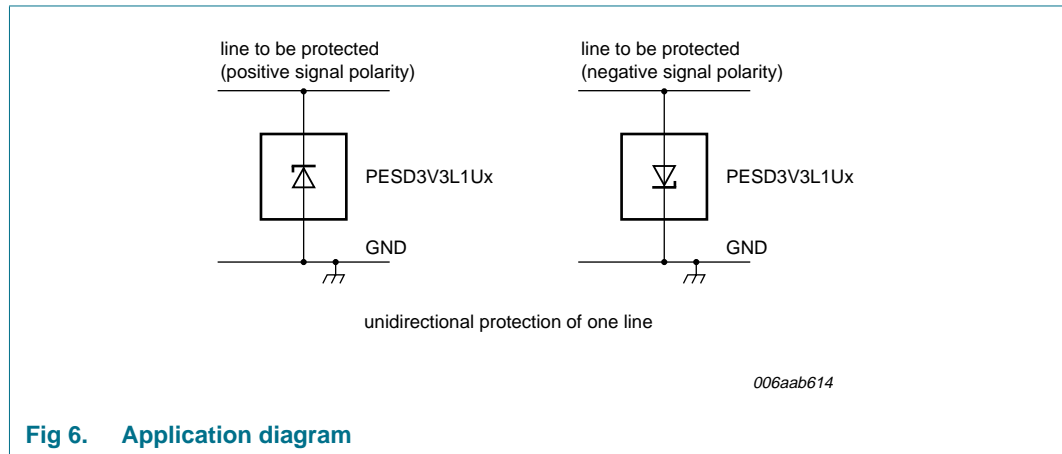 line to be protected
(positive signal polarity)
PESD3V3L1Ux
GND
line to be protected
(negative signal polarity)
PESD3V3L1Ux
GND
unidirectional protection of one line
006aab614
Fig 6. Application diagram